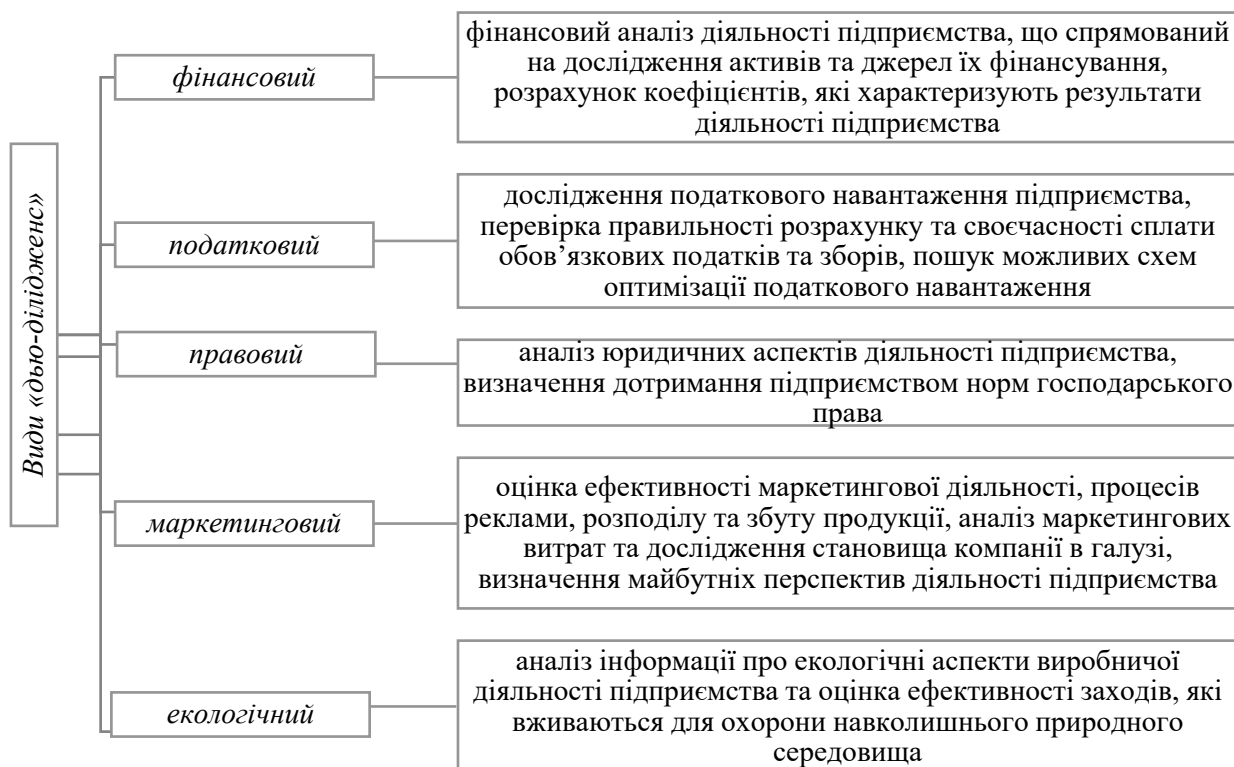 Види «дью-ділідженс»
фінансовий
фінансовий аналіз діяльності підприємства, що спрямований
на дослідження активів та джерел їх фінансування,
розрахунок коефіцієнтів, які характеризують результати
діяльності підприємства
податковий
дослідження податкового навантаження підприємства,
перевірка правильності розрахунку та своєчасності сплати
обов’язкових податків та зборів, пошук можливих схем
оптимізації податкового навантаження
правовий
аналіз юридичних аспектів діяльності підприємства,
визначення дотримання підприємством норм господарського
права
маркетинговий
оцінка ефективності маркетингової діяльності, процесів
реклами, розподілу та збуту продукції, аналіз маркетингових
витрат та дослідження становища компанії в галузі,
визначення майбутніх перспектив діяльності підприємства
екологічний
аналіз інформації про екологічні аспекти виробничої
діяльності підприємства та оцінка ефективності заходів, які
вживаються для охорони навколишнього природного
середовища